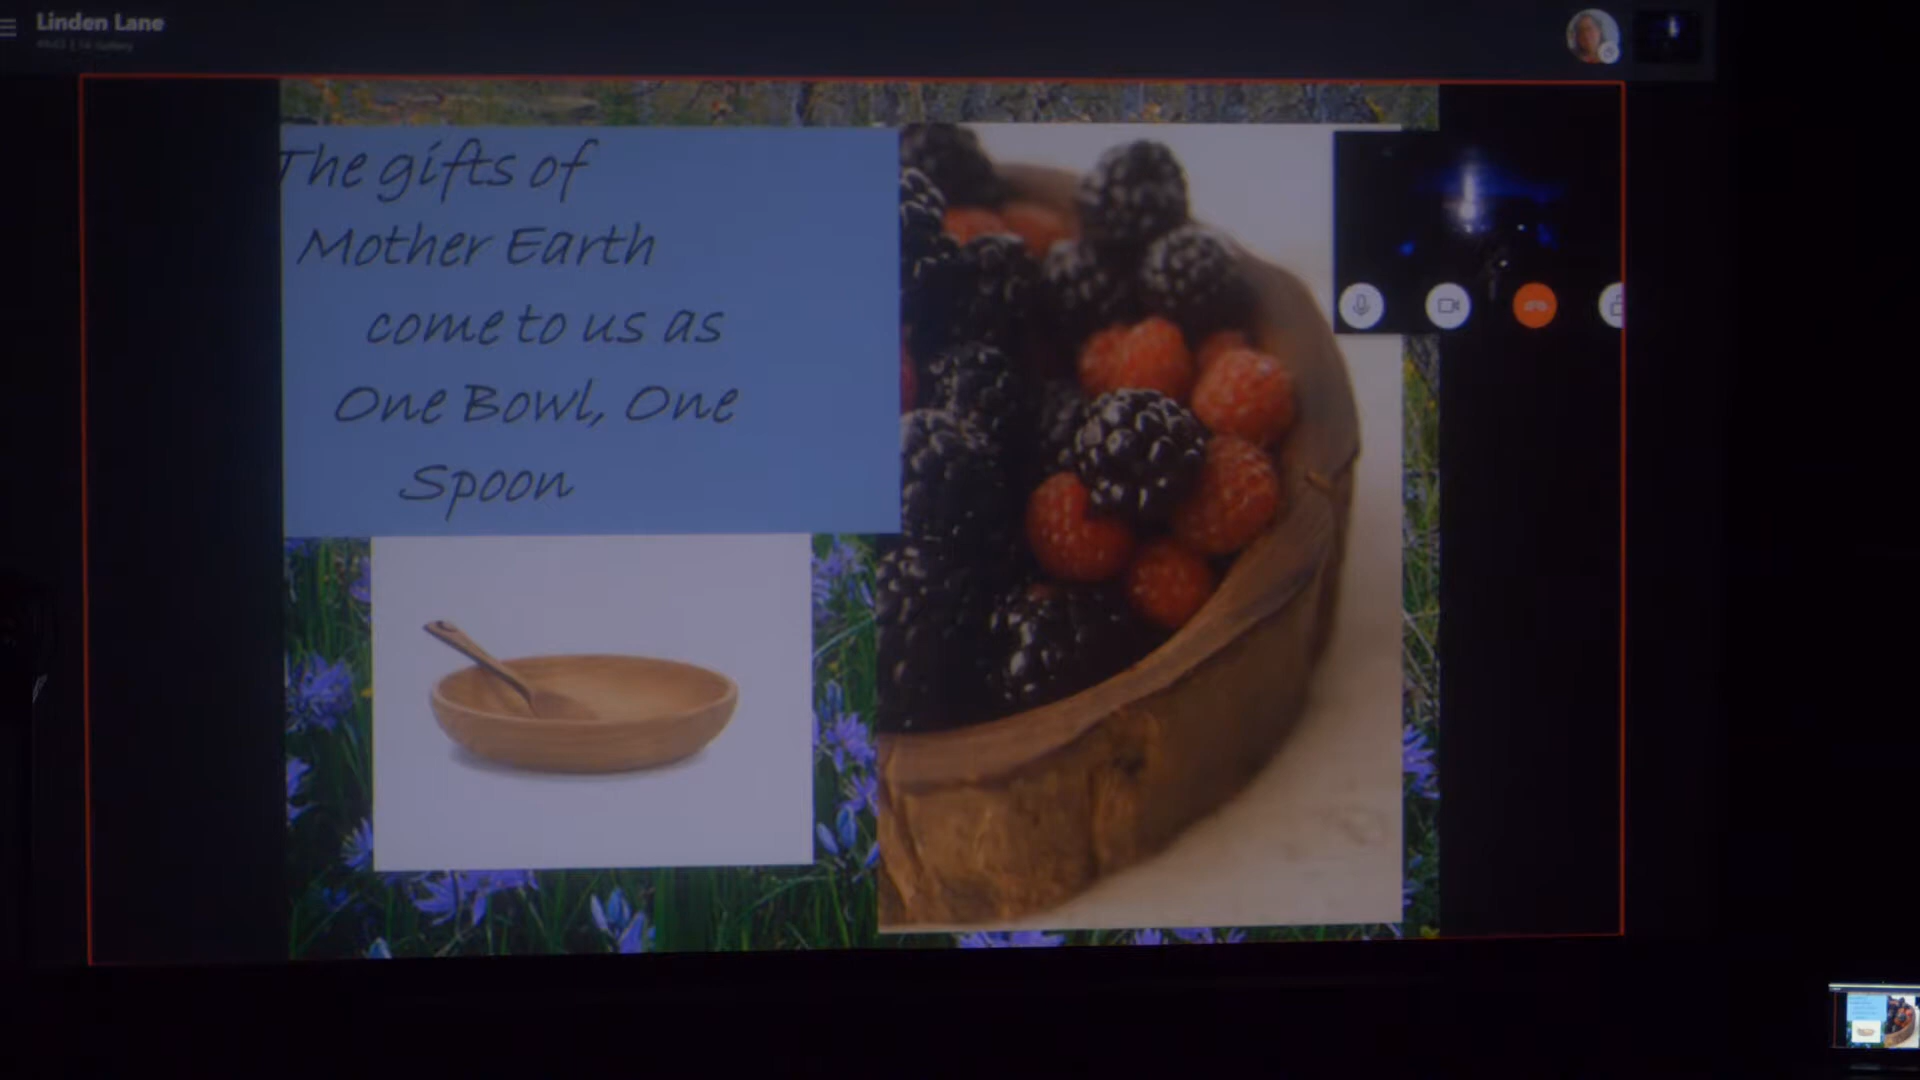 Linden Lane
The gifts of
Mother Earth
come to us as
One Bowl, One
Spoon